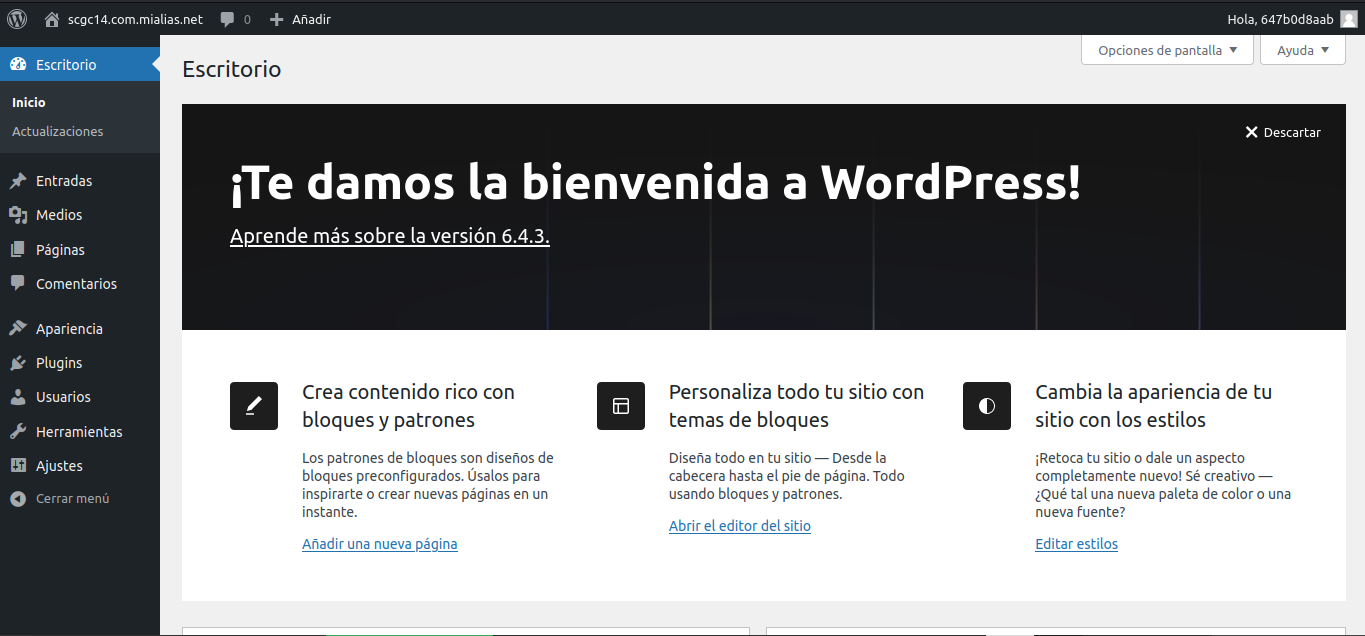 scgc14.com.mialias.net 0 Añadir Hola, 647b0d8aab
Escritorio
Inicio
Actualizaciones
Entradas
Medios
Páginas
Comentarios
Apariencia
Plugins
Usuarios
Herramientas
Ajustes
Cerrar menú
Opciones de pantalla Ayuda
Escritorio
Descartar
¡Te damos la bienvenida a WordPress!
Aprende más sobre la versión 6.4.3.
Crea contenido rico con
bloques y patrones
Los patrones de bloques son diseños de
bloques preconfigurados. Úsalos para
inspirarte o crear nuevas páginas en un
instante.
Añadir una nueva página
Personaliza todo tu sitio con
temas de bloques
Diseña todo en tu sitio — Desde la
cabecera hasta el pie de página. Todo
usando bloques y patrones.
Abrir el editor del sitio
Cambia la apariencia de tu
sitio con los estilos
¡Retoca tu sitio o dale un aspecto
completamente nuevo! Sé creativo —
¿Qué tal una nueva paleta de color o una
nueva fuente?
Editar estilos